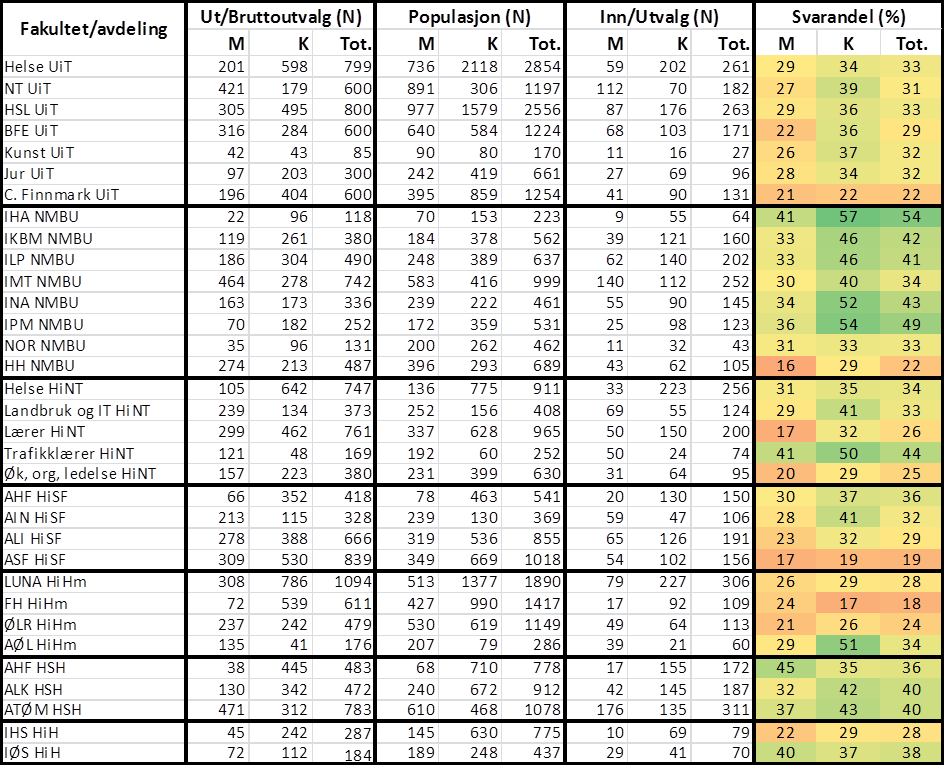 Fakultet/avdeling Ut/Bruttoutvalg (N) Populasjon (N) Inn/Utvalg (N) Svarandel (%)
M K Tot. M K Tot. M K Tot. M K Tot.
Helse UiT 201 598 799 736 2118 2854 59 202 261 29 34 33
NT UiT 421 179 600 891 306 1197 112 70 182 27 39 31
HSL UiT 305 495 800 977 1579 2556 87 176 263 29 36 33
BFE UiT 316 284 600 640 584 1224 68 103 171 22 36 29
Kunst UiT 42 43 85 90 80 170 11 16 27 26 37 32
Jur UiT 97 203 300 242 419 661 27 69 96 28 34 32
C. Finnmark UiT 196 404 600 395 859 1254 41 90 131 21 22 22
IHA NMBU 22 96 118 70 153 223 9 55 64 41 57 54
IKBM NMBU 119 261 380 184 378 562 39 121 160 33 46 42
ILP NMBU 186 304 490 248 389 637 62 140 202 33 46 41
IMT NMBU 464 278 742 583 416 999 140 112 252 30 40 34
INA NMBU 163 173 336 239 222 461 55 90 145 34 52 43
IPM NMBU 70 182 252 172 359 531 25 98 123 36 54 49
NOR NMBU 35 96 131 200 262 462 11 32 43 31 33 33
HH NMBU 274 213 487 396 293 689 43 62 105 16 29 22
Helse HiNT 105 642 747 136 775 911 33 223 256 31 35 34
Landbruk og IT HiNT 239 134 373 252 156 408 69 55 124 29 41 33
Lærer HiNT 299 462 761 337 628 965 50 150 200 17 32 26
Trafikklærer HiNT 121 48 169 192 60 252 50 24 74 41 50 44
Øk, org, ledelse HiNT 157 223 380 231 399 630 31 64 95 20 29 25
AHF HiSF 66 352 418 78 463 541 20 130 150 30 37 36
AIN HiSF 213 115 328 239 130 369 59 47 106 28 41 32
ALI HiSF 278 388 666 319 536 855 65 126 191 23 32 29
ASF HiSF 309 530 839 349 669 1018 54 102 156 17 19 19
LUNA HiHm 308 786 1094 513 1377 1890 79 227 306 26 29 28
FH HiHm 72 539 611 427 990 1417 17 92 109 24 17 18
ØLR HiHm 237 242 479 530 619 1149 49 64 113 21 26 24
AØL HiHm 135 41 176 207 79 286 39 21 60 29 51 34
AHF HSH 38 445 483 68 710 778 17 155 172 45 35 36
ALK HSH 130 342 472 240 672 912 42 145 187 32 42 40
ATØM HSH 471 312 783 610 468 1078 176 135 311 37 43 40
IHS HiH 45 242 287 145 630 775 10 69 79 22 29 28
IØS HiH 72 112 184 189 248 437 29 41 70 40 37 38